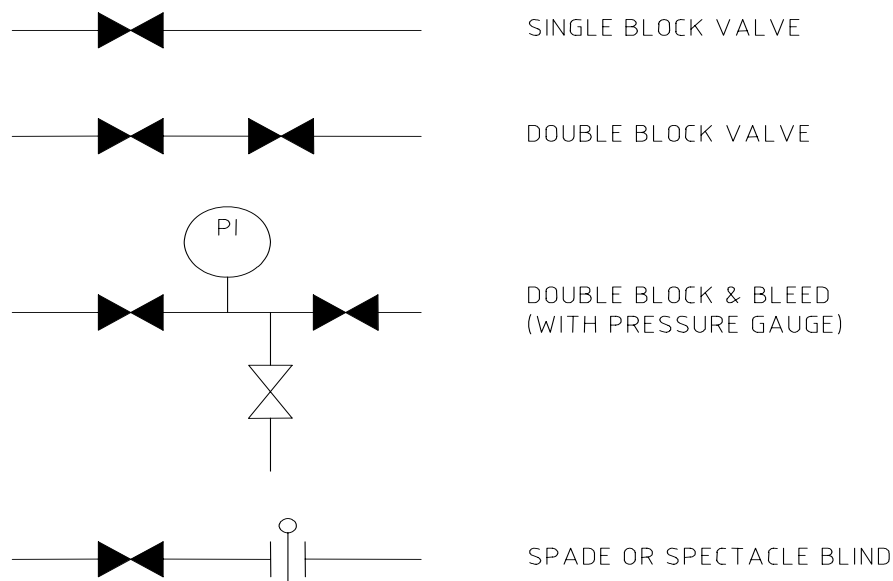 SINGLE BLOCK VALVE
DOUBLE BLOCK VALVE
PI
DOUBLE BLOCK & BLEED
(WITH PRESSURE GAUGE)
SPADE OR SPECTACLE BLIND